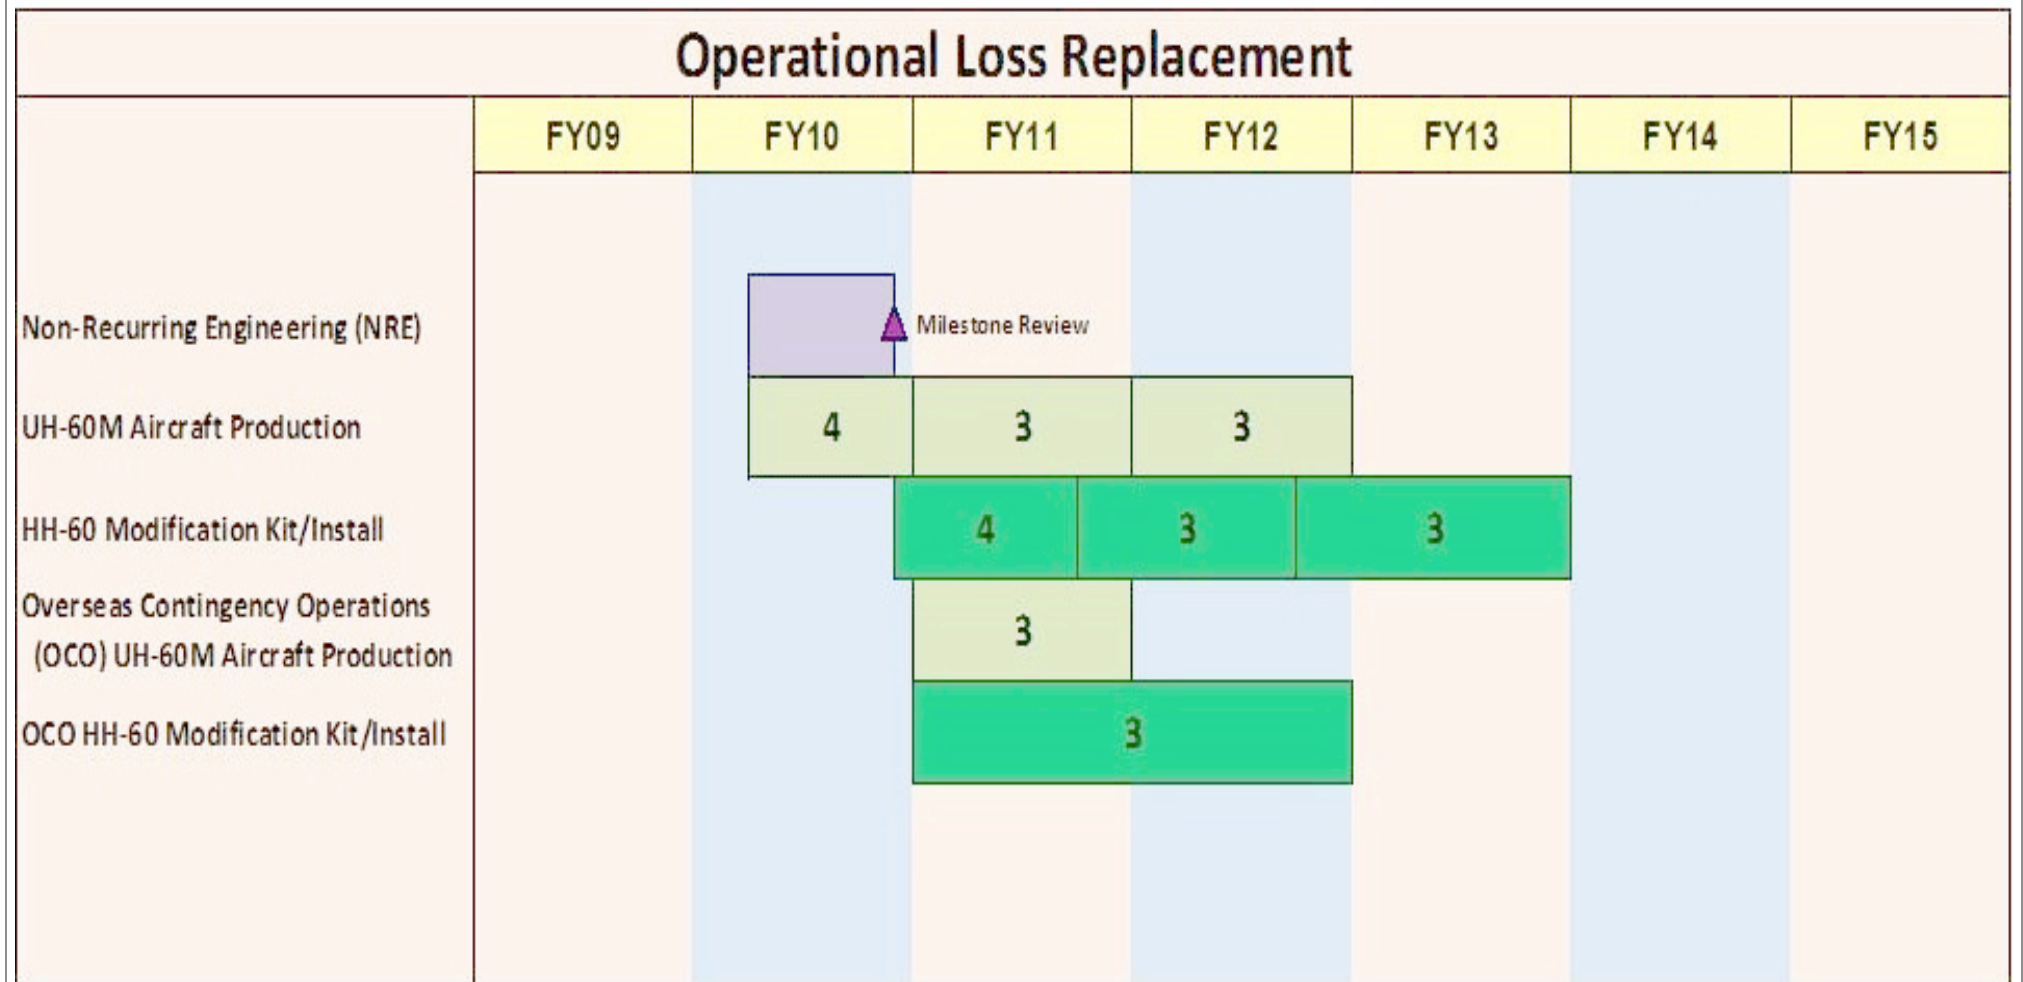 Operational Loss Replacement
FY09 FY10 FY11 FY12 FY13 FY14 FY15
Non-Recurring Engineering (NRE)
Milestone Review
UH-60M Aircraft Production
4 3 3
HH-60 Modification Kit/Install
4 3 3
Overseas Contingency Operations
(OCO) UH-60M Aircraft Production
3
OCO HH-60 Modification Kit/Install
3